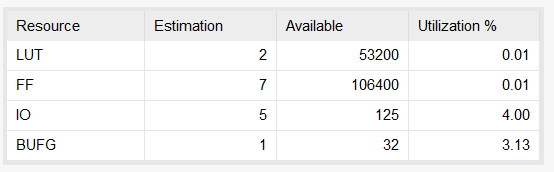 Resource Estimation Available Utilization %
LUT 2 53200 0.01
FF 7 106400 0.01
IO 5 125 4.00
BUFG 1 32 3.13